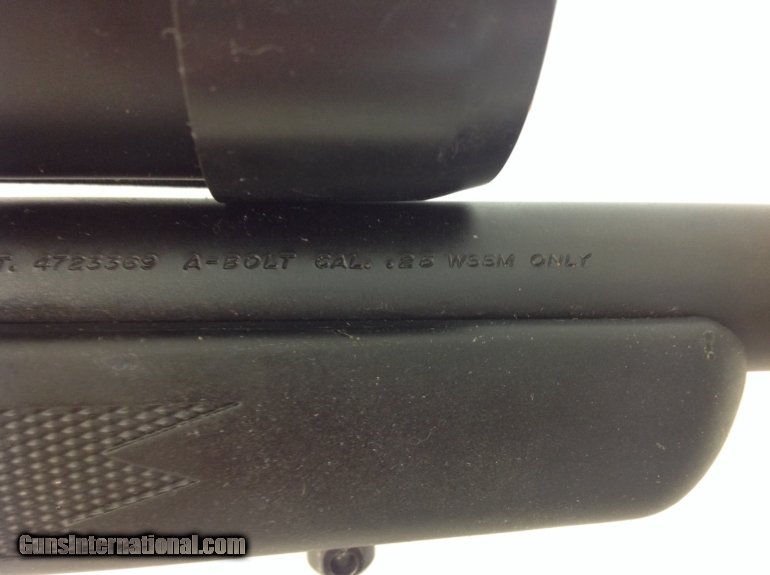 T. 4723369 A-BOLT CAL. .25 WSSM ONLY
GunsInternational.com